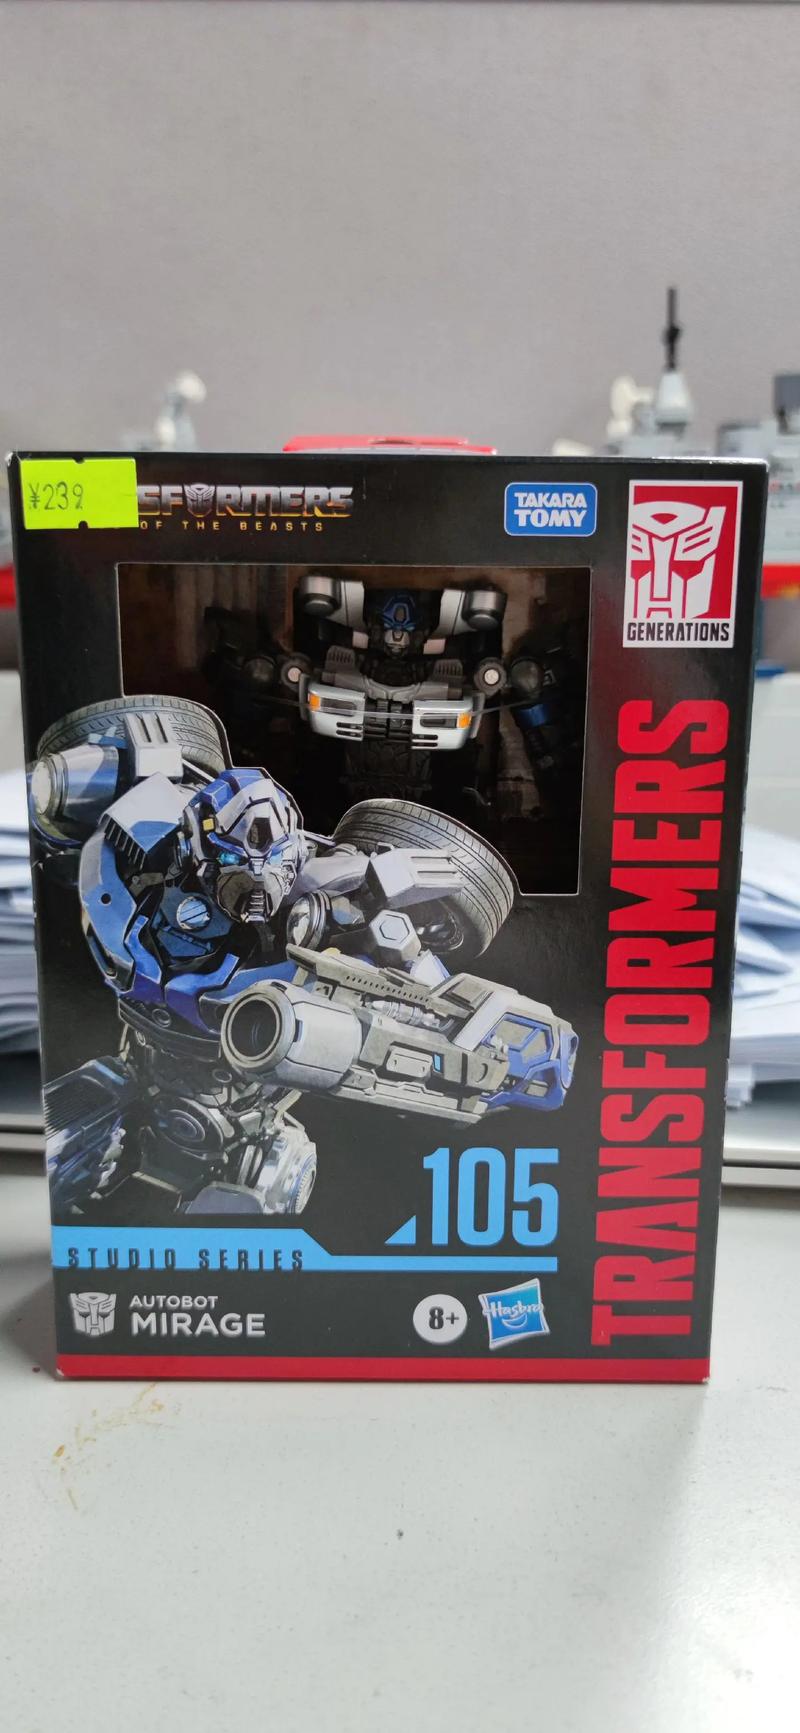 ¥239
SFORMERS
OF THE BEASTS
TAKARA
TOMY
GENERATIONS
TRANSFORMERS
105
STUDIO SERIES
AUTOBOT
MIRAGE
8+
Hasbro